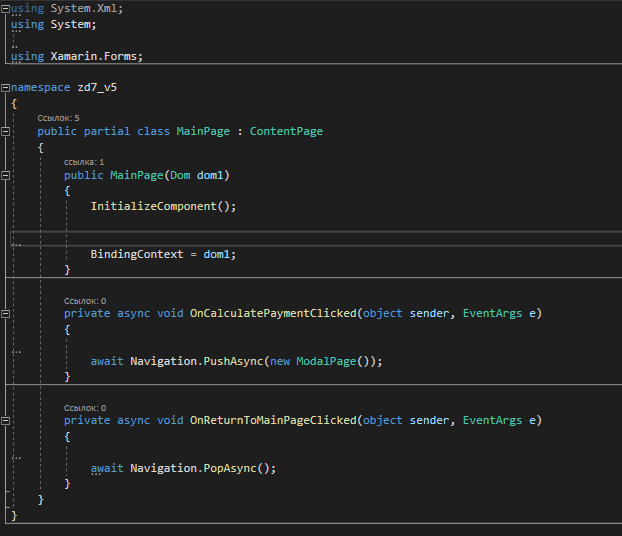 using System.Xml;
using System;
using Xamarin.Forms;
namespace zd7_v5
{
Ссылок: 5
public partial class MainPage : ContentPage
{
ссылка: 1
public MainPage(Dom dom1)
{
InitializeComponent();
BindingContext = dom1;
}
Ссылок: 0
private async void OnCalculatePaymentClicked(object sender, EventArgs e)
{
await Navigation.PushAsync(new ModalPage());
}
Ссылок: 0
private async void OnReturnToMainPageClicked(object sender, EventArgs e)
{
await Navigation.PopAsync();
}
}
}